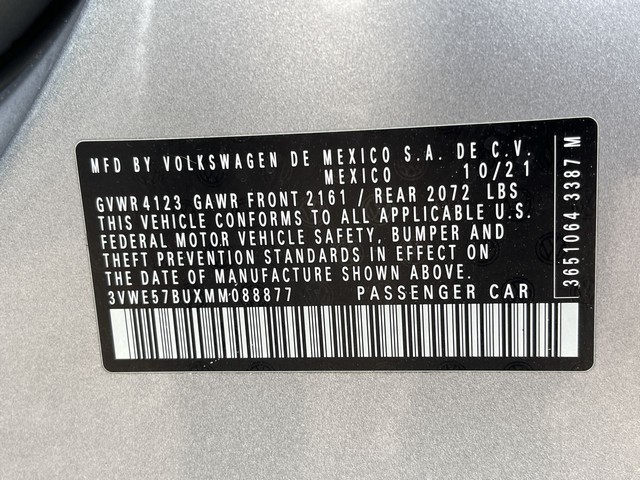 MFD BY VOLKSWAGEN DE MEXICO S.A. DE C.V.
MEXICO 10/21
GVWR 4123 GAWR FRONT 2161 / REAR 2072 LBS
THIS VEHICLE CONFORMS TO ALL APPLICABLE U.S.
FEDERAL MOTOR VEHICLE SAFETY, BUMPER AND
THEFT PREVENTION STANDARDS IN EFFECT ON
THE DATE OF MANUFACTURE SHOWN ABOVE.
3VWE57BUXMM088877 PASSENGER CAR
3651064 3387 M